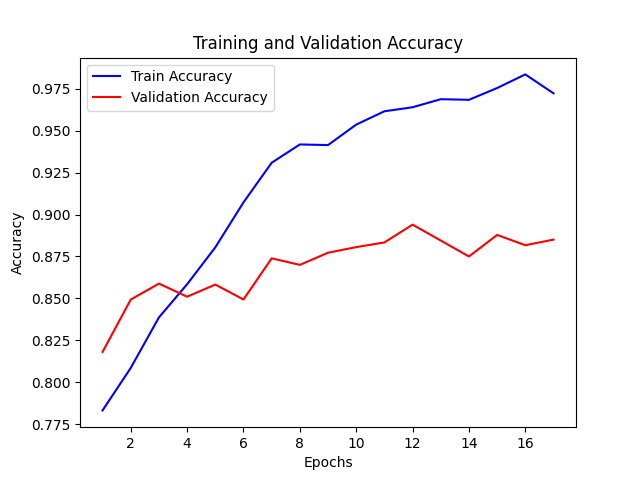 Training and Validation Accuracy
Train Accuracy
Validation Accuracy
0.975
0.950
0.925
0.900
0.875
0.850
0.825
0.800
0.775
Accuracy
2 4 6 8 10 12 14 16
Epochs